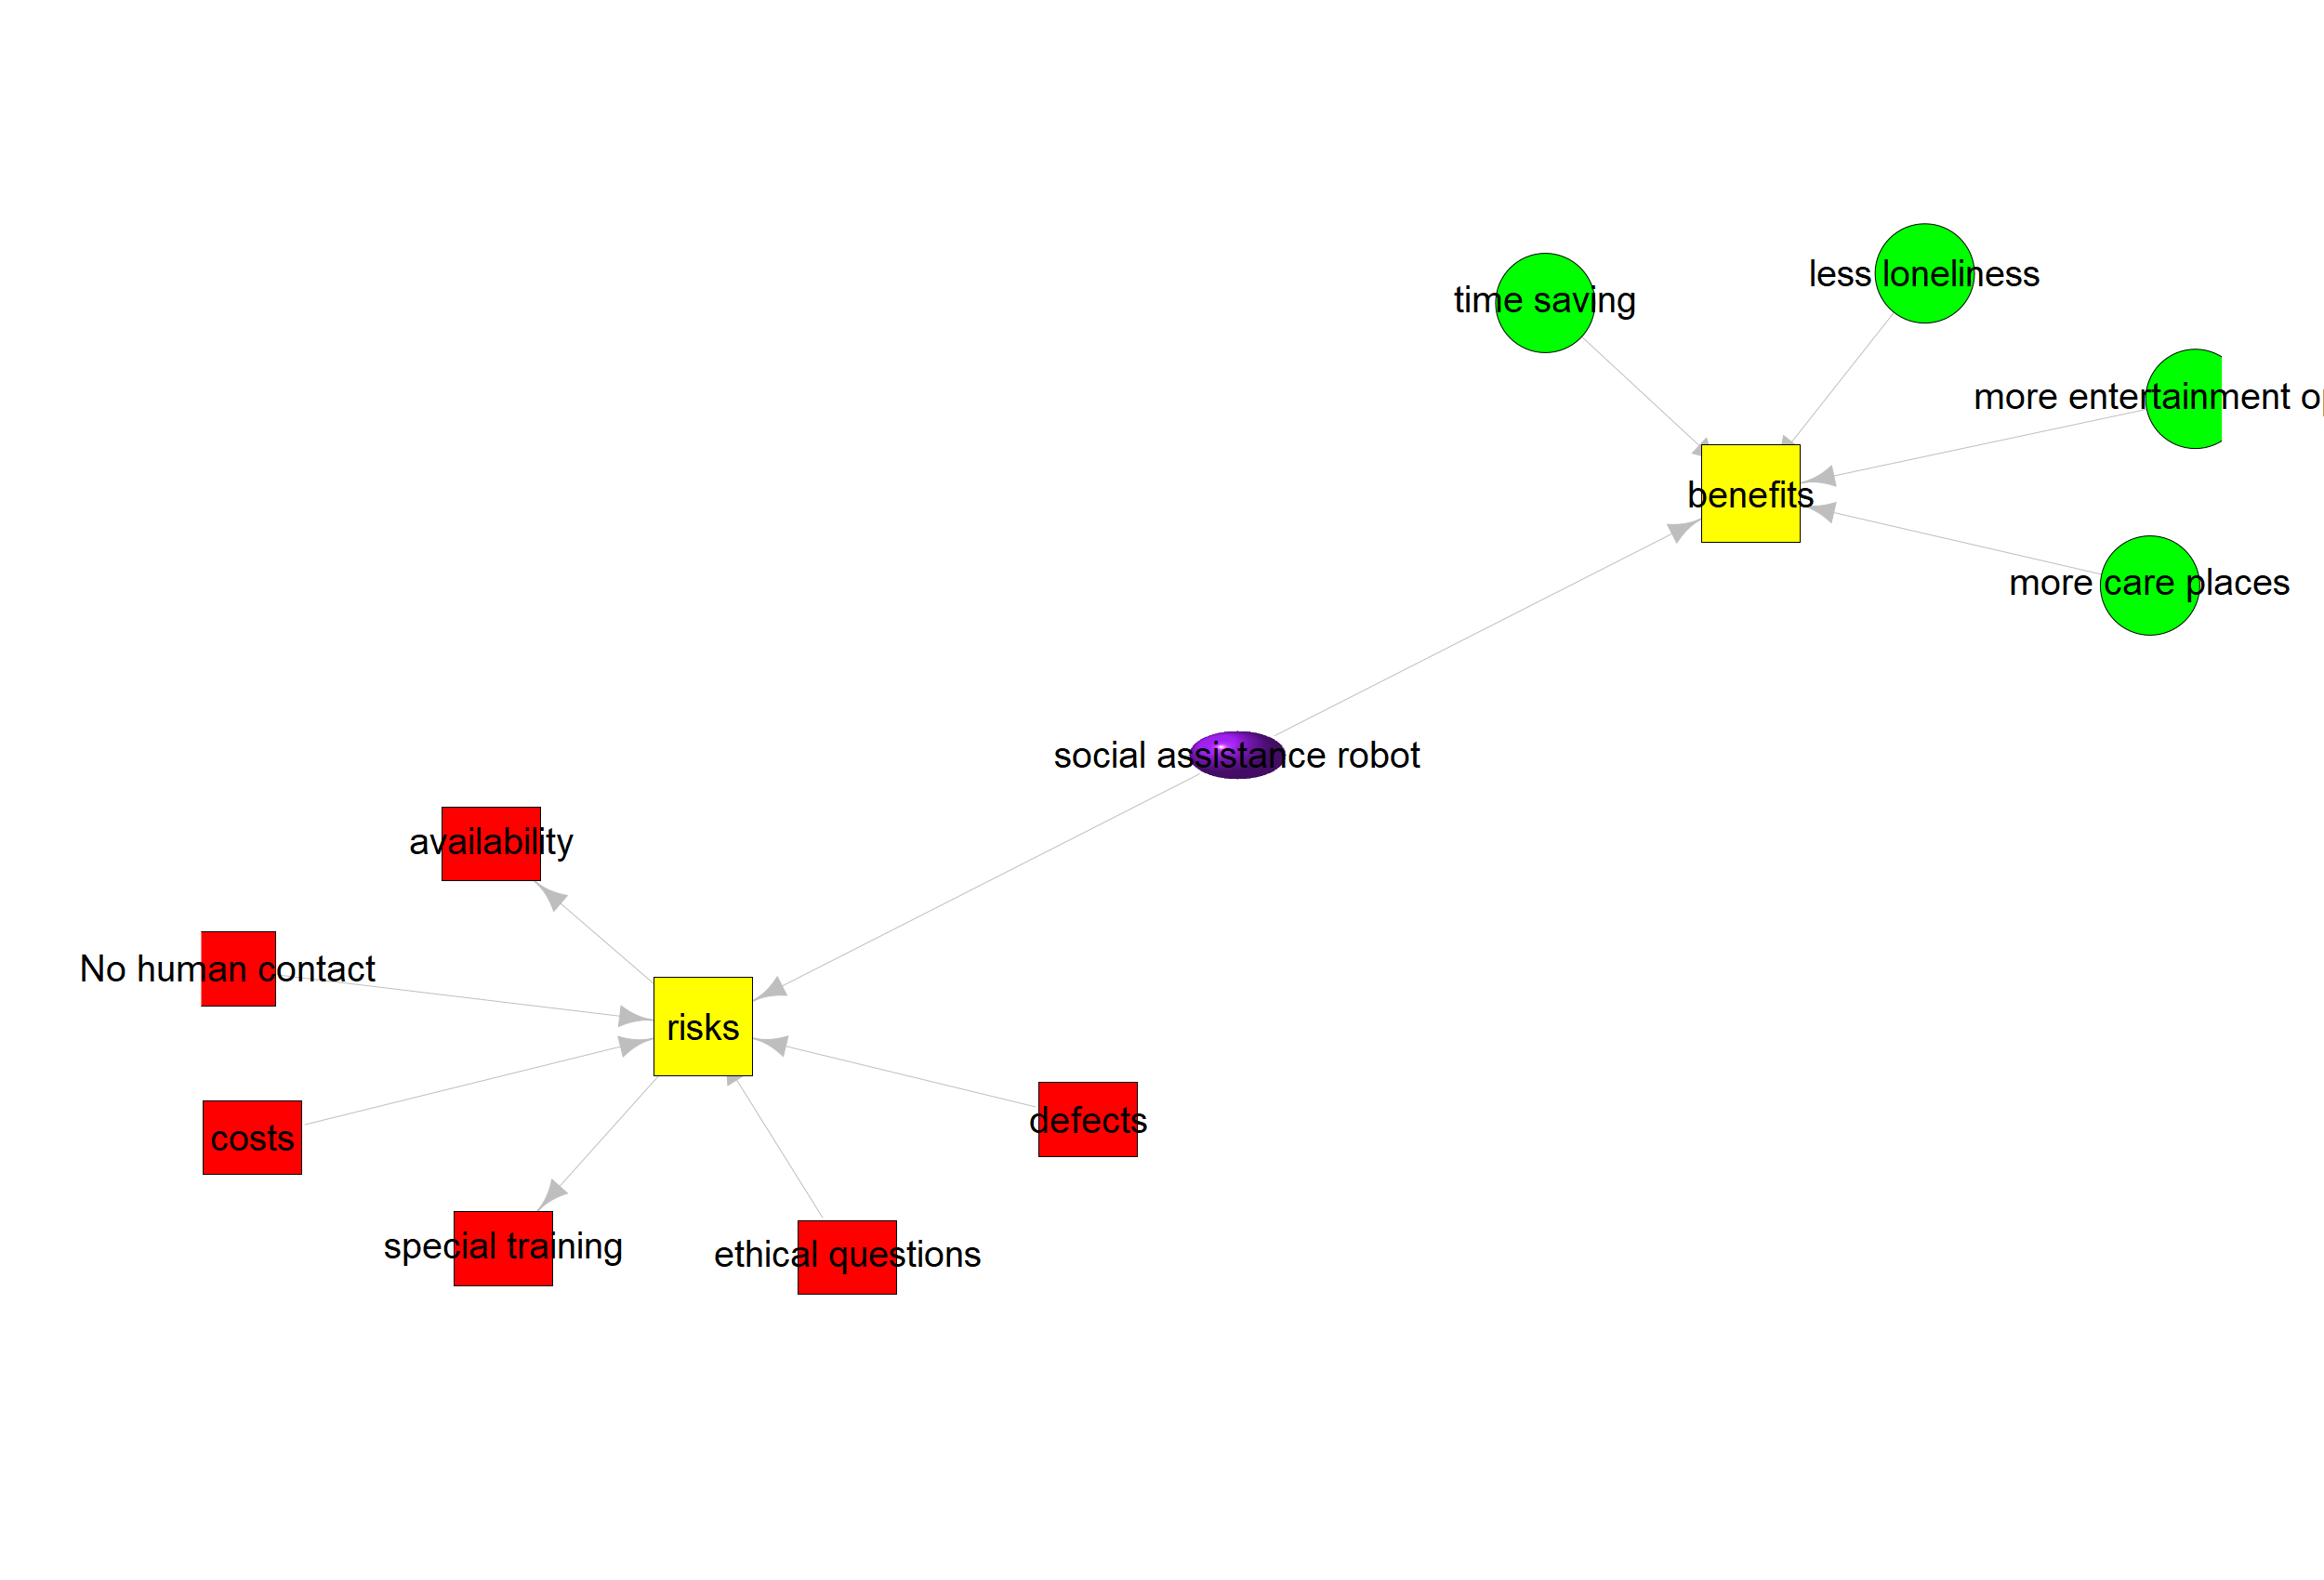 less loneliness
time saving
more entertainment
benefits
more care places
social assistance robot
availability
No human contact
risks
defects
costs
special training
ethical questions